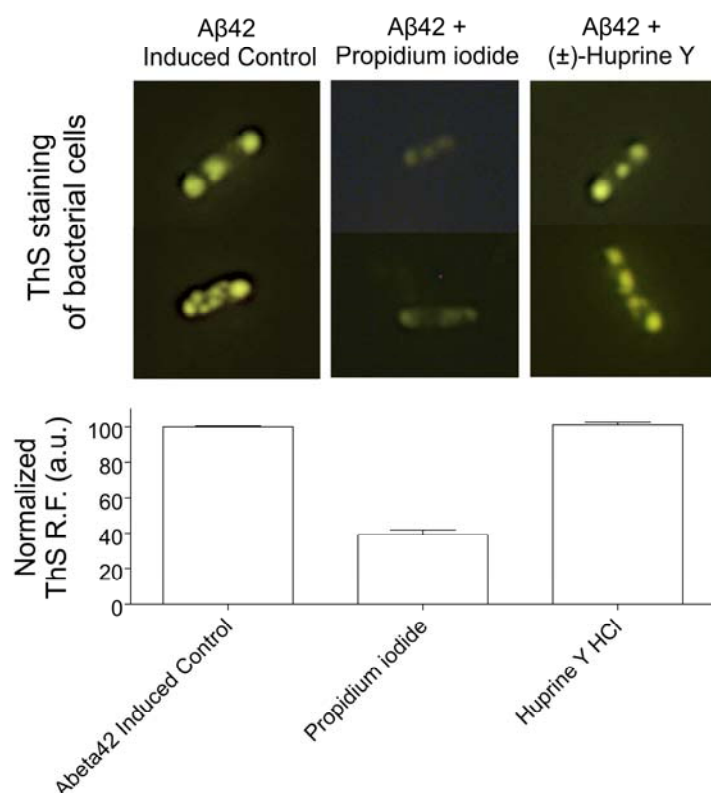 Aβ42
Induced Control
Aβ42 +
Propidium iodide
Aβ42 +
(±)-Huprine Y
ThS staining
of bacterial cells
Normalized
ThS R.F. (a.u.)
100
80
60
40
20
0
Abeta42 Induced Control
Propidium iodide
Huprine Y HCl